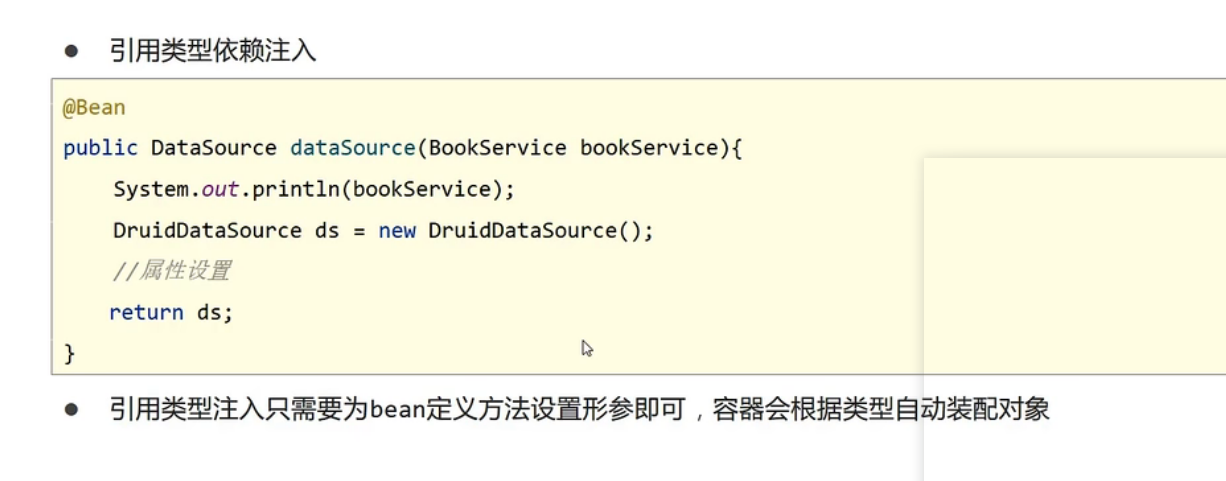 ● 引用类型依赖注入
@Bean
public DataSource dataSource(BookService bookService){
    System.out.println(bookService);
    DruidDataSource ds = new DruidDataSource();
    //属性设置
    return ds;
}
● 引用类型注入只需要为bean定义方法设置形参即可，容器会根据类型自动装配对象